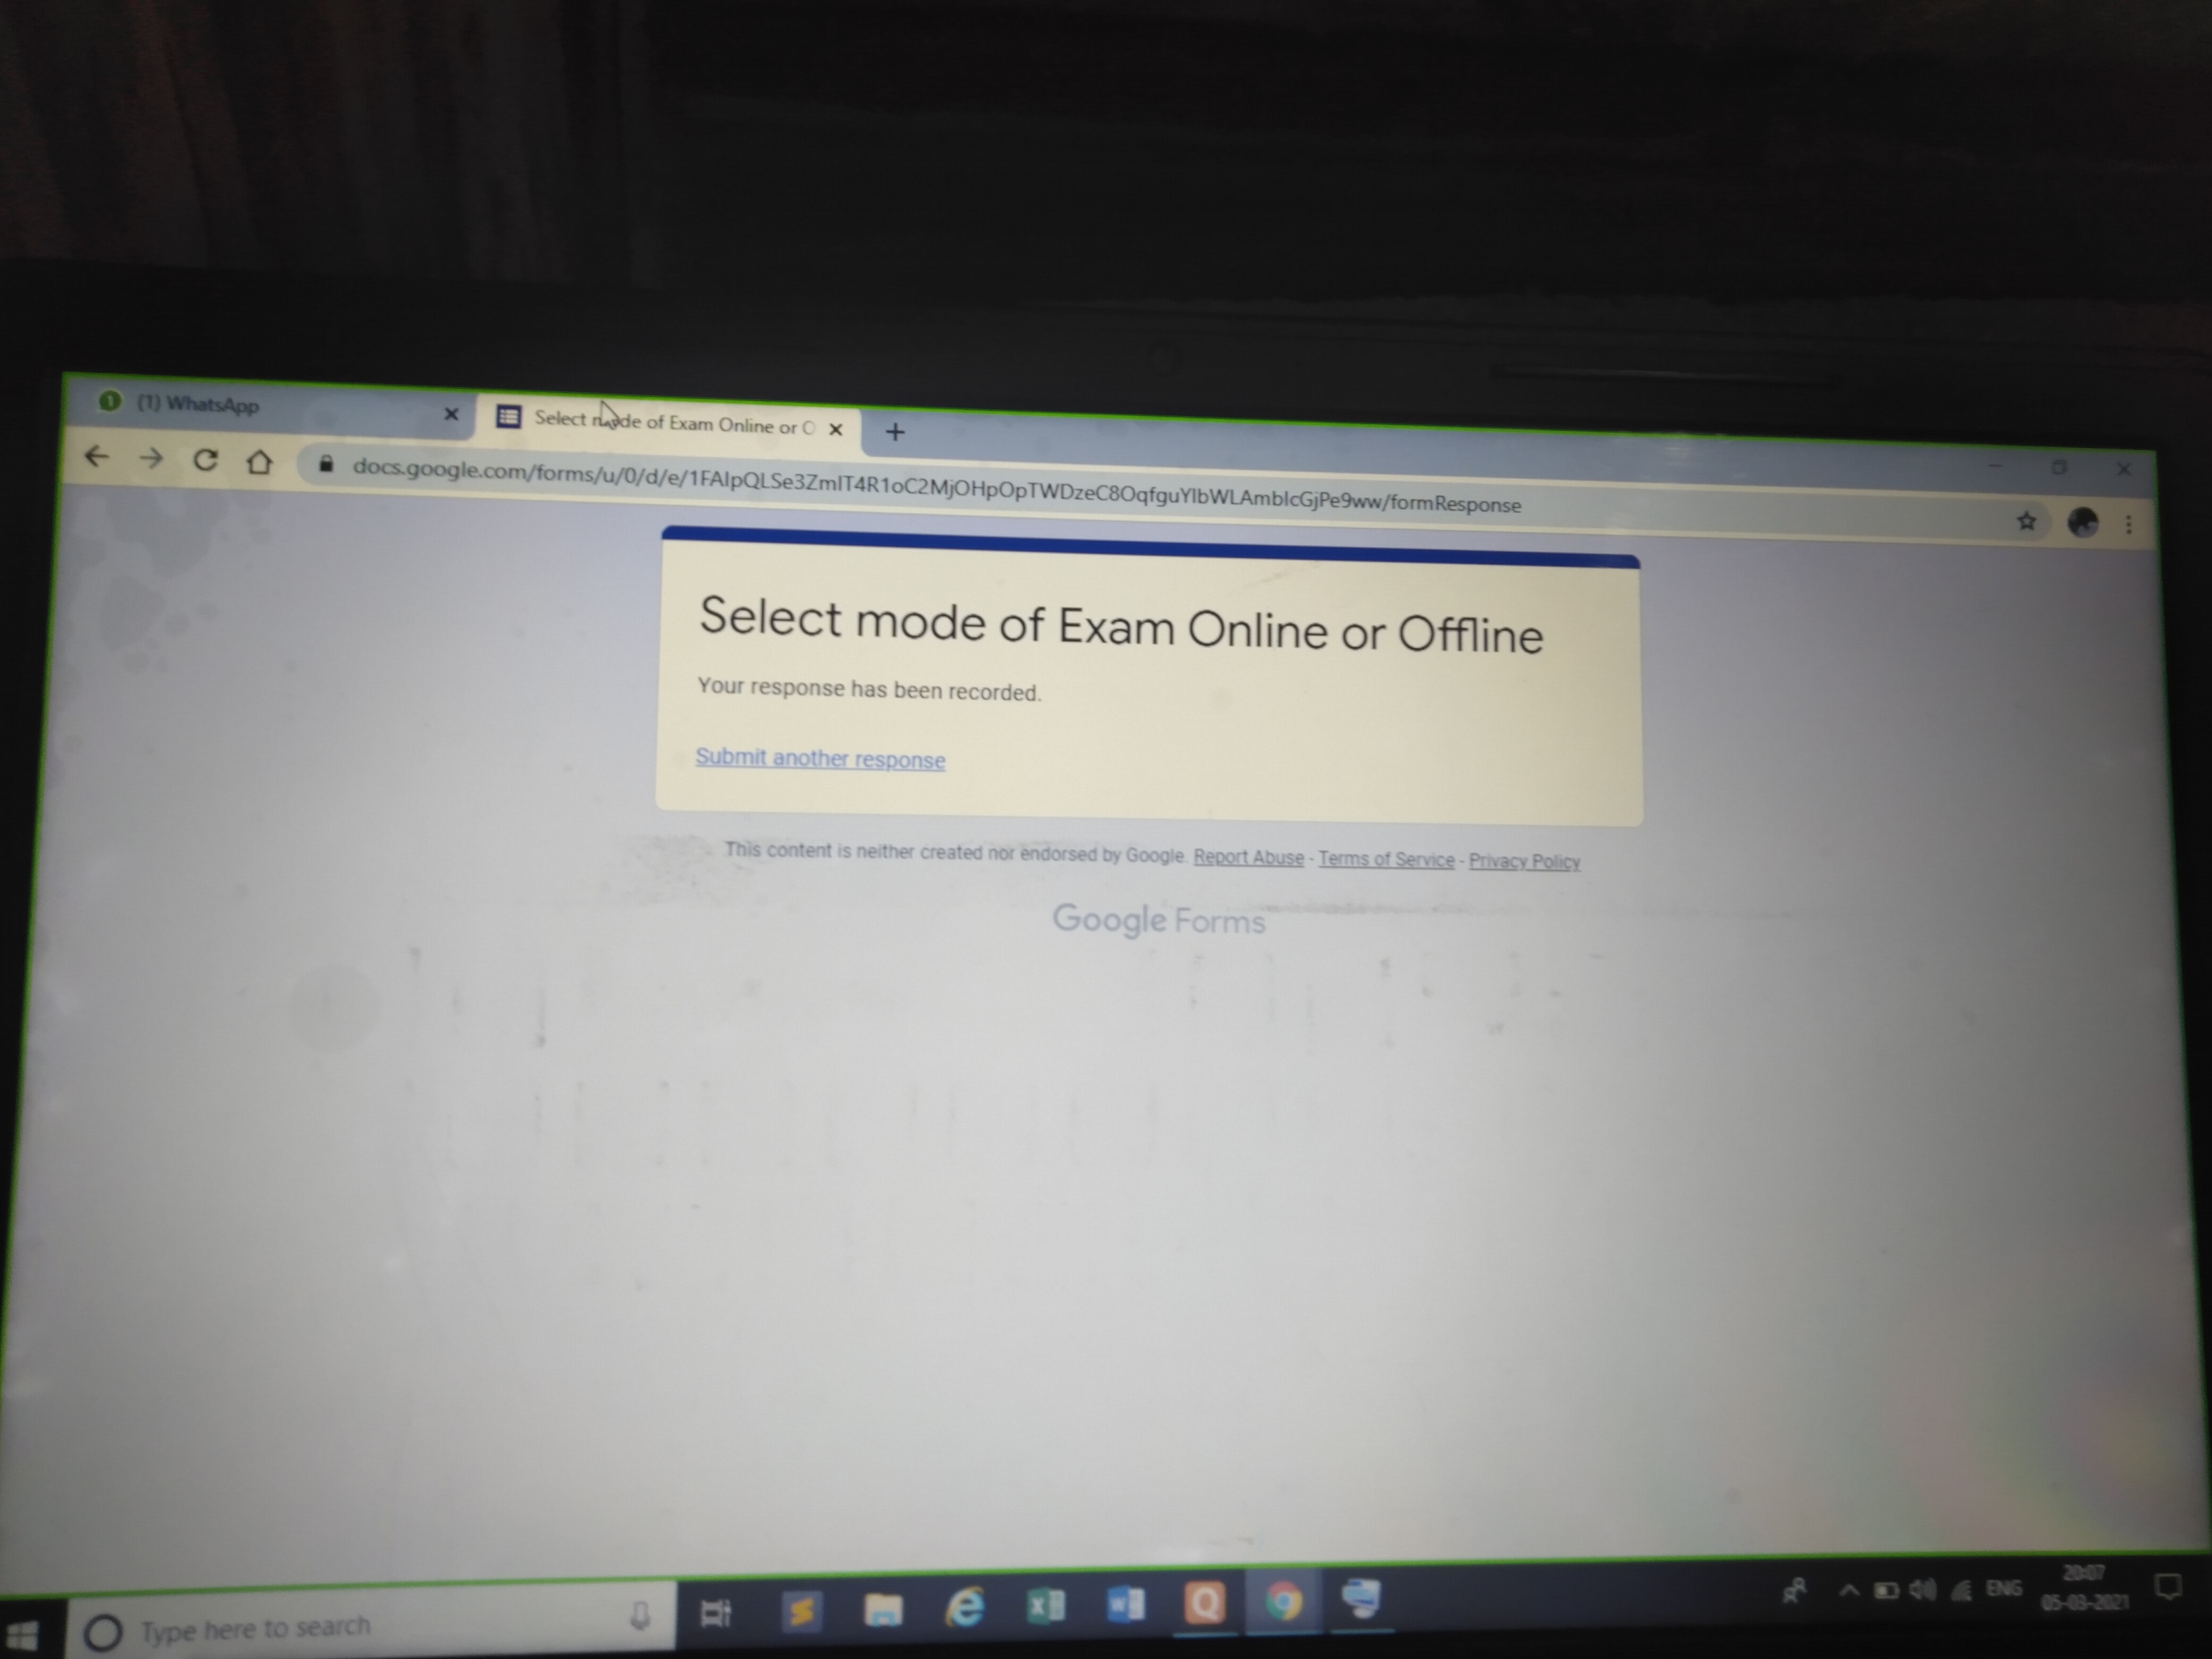 (1) WhatsApp
Select mode of Exam Online or O
docs.google.com/forms/u/0/d/e/1FAIpQLSe3ZmIT4R1oC2MjOHpOpTWDzeC8OqfguYlbWLAmbIcGjPe9ww/formResponse
Select mode of Exam Online or Offline
Your response has been recorded.
Submit another response
This content is neither created nor endorsed by Google. Report Abuse - Terms of Service - Privacy Policy
Google Forms
Type here to search
ENG
20:07
05-03-2021